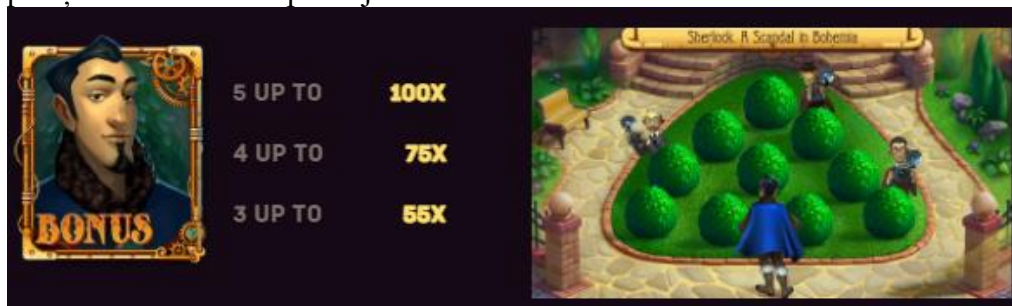 BONUS
5 UP TO 100X
4 UP TO 75X
3 UP TO 55X
Sherlock. A Scandal in Bohemia